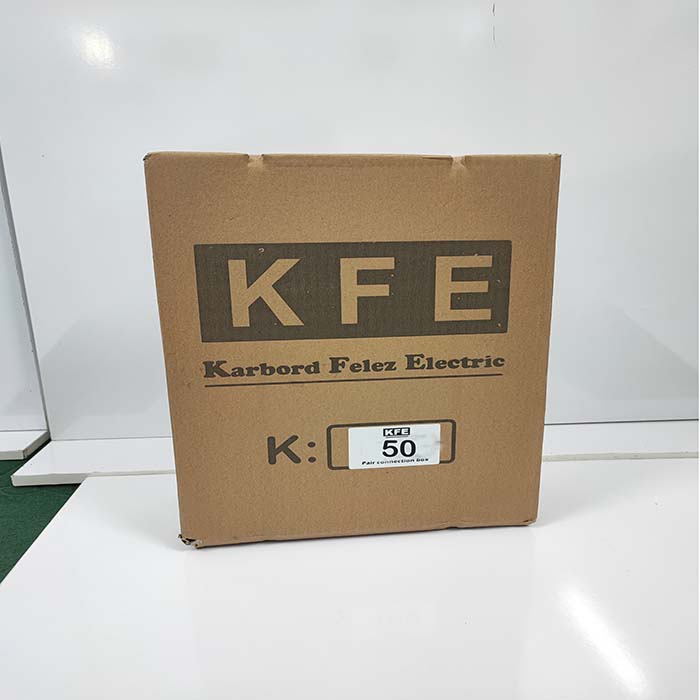 KFE
Karbord Felez Electric
K:
KFE
50
Pair connection box